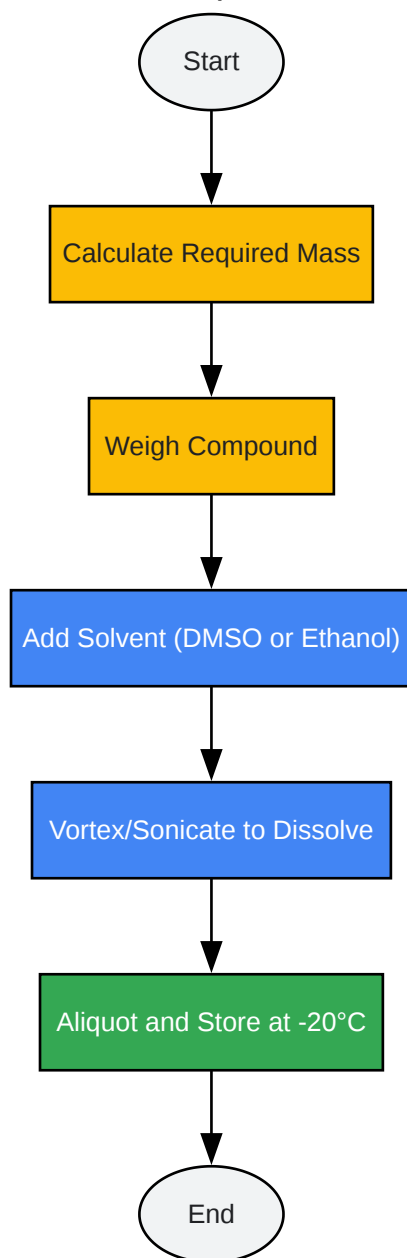 Start
Calculate Required Mass
Weigh Compound
Add Solvent (DMSO or Ethanol)
Vortex/Sonicate to Dissolve
Aliquot and Store at -20°C
End